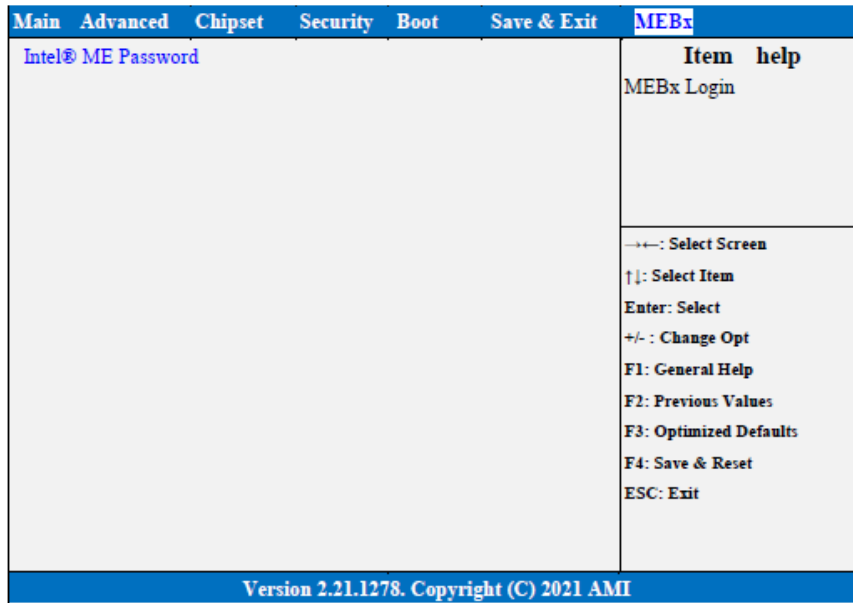 Main Advanced Chipset Security Boot Save & Exit MEBx
Intel® ME Password
Item help
MEBx Login
→←: Select Screen
↑↓: Select Item
Enter: Select
+/- : Change Opt
F1: General Help
F2: Previous Values
F3: Optimized Defaults
F4: Save & Reset
ESC: Exit
Version 2.21.1278. Copyright (C) 2021 AMI